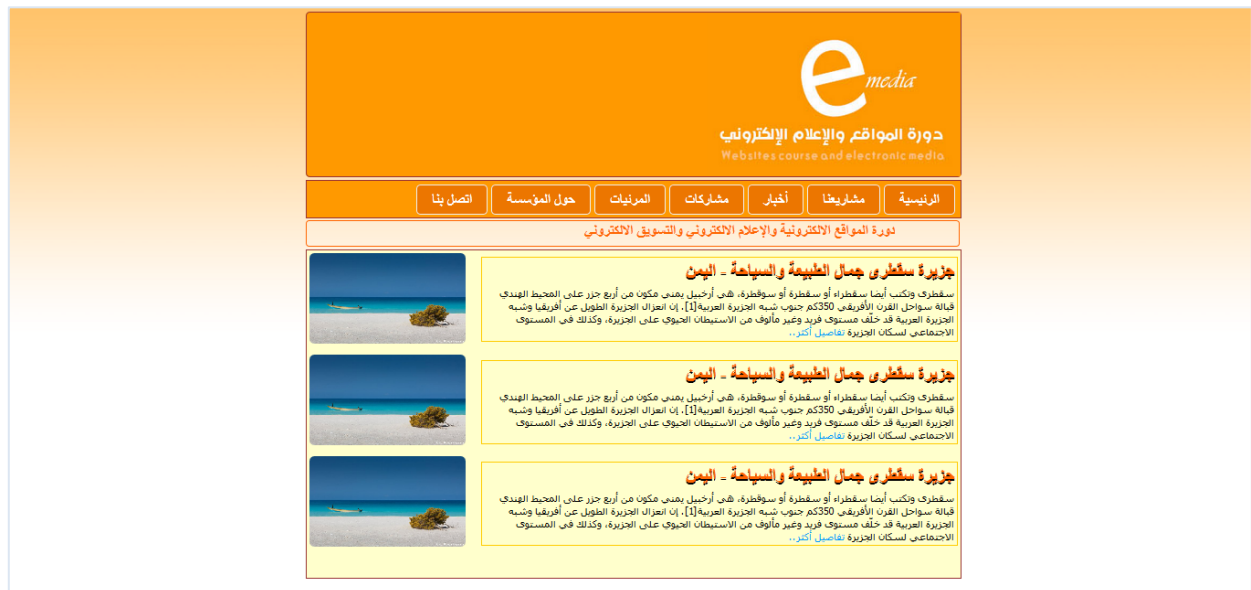 e media
دورة المواقع والإعلام الإلكتروني
Websites course and electronic media
الرئيسية مشاريعنا أخبار مشاركات المرئيات حول المؤسسة اتصل بنا
دورة المواقع الالكترونية والإعلام الالكتروني والتسويق الالكتروني
جزيرة سقطرى جمال الطبيعة والسياحة - اليمن
سقطرى وتكتب أيضا سقطراء أو سقطرة أو سوقطرة، هي أرخبيل يمني مكون من أربع جزر على المحيط الهندي
قبالة سواحل القرن الأفريقي 350كم جنوب شبه الجزيرة العربية[1]. إن انعزال الجزيرة الطويل عن أفريقيا وشبه
الجزيرة العربية قد خلّف مستوى فريد وغير مألوف من الاستيطان الحيوي على الجزيرة، وكذلك في المستوى
الاجتماعي لسكان الجزيرة تفاصيل أكثر..
جزيرة سقطرى جمال الطبيعة والسياحة - اليمن
سقطرى وتكتب أيضا سقطراء أو سقطرة أو سوقطرة، هي أرخبيل يمني مكون من أربع جزر على المحيط الهندي
قبالة سواحل القرن الأفريقي 350كم جنوب شبه الجزيرة العربية[1]. إن انعزال الجزيرة الطويل عن أفريقيا وشبه
الجزيرة العربية قد خلّف مستوى فريد وغير مألوف من الاستيطان الحيوي على الجزيرة، وكذلك في المستوى
الاجتماعي لسكان الجزيرة تفاصيل أكثر..
جزيرة سقطرى جمال الطبيعة والسياحة - اليمن
سقطرى وتكتب أيضا سقطراء أو سقطرة أو سوقطرة، هي أرخبيل يمني مكون من أربع جزر على المحيط الهندي
قبالة سواحل القرن الأفريقي 350كم جنوب شبه الجزيرة العربية[1]. إن انعزال الجزيرة الطويل عن أفريقيا وشبه
الجزيرة العربية قد خلّف مستوى فريد وغير مألوف من الاستيطان الحيوي على الجزيرة، وكذلك في المستوى
الاجتماعي لسكان الجزيرة تفاصيل أكثر..